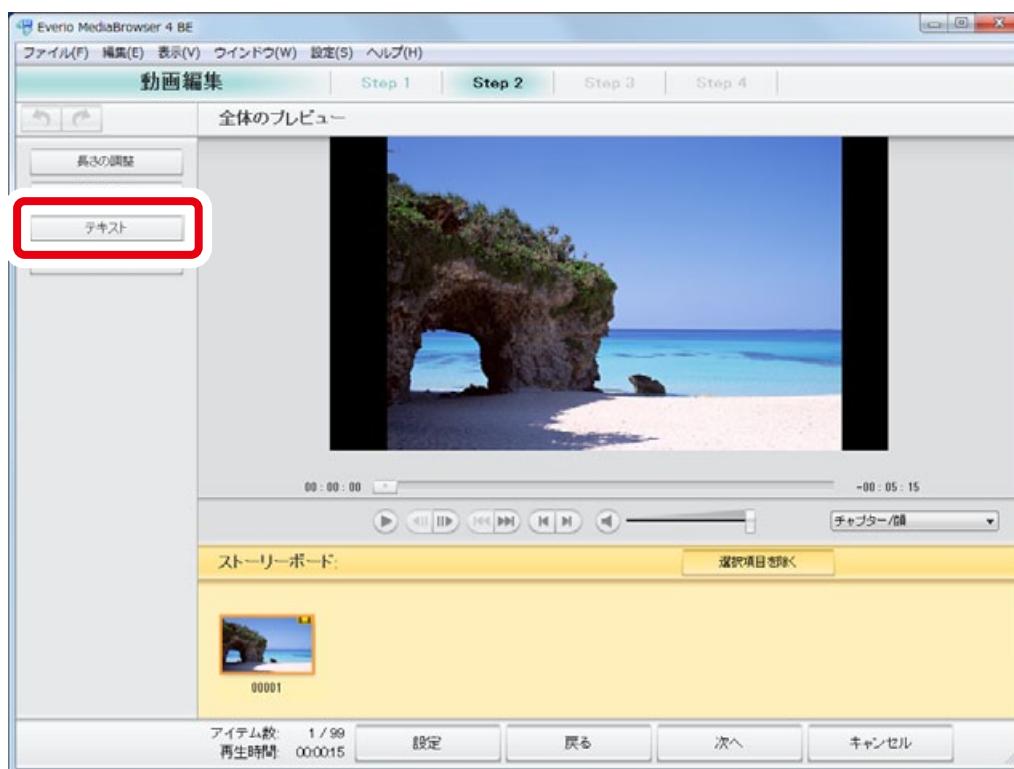 Everio MediaBrowser 4 BE
ファイル(F) 編集(E) 表示(V) ウインドウ(W) 設定(S) ヘルプ(H)
動画編集 Step 1 Step 2 Step 3 Step 4
全体のプレビュー
長さの調整
テキスト
00 : 00 : 00
-00 : 05 : 15
チャプター/顔
ストーリーボード:
選択項目を除く
00001
アイテム数: 1 / 99
再生時間: 00:00:15
設定
戻る
次へ
キャンセル